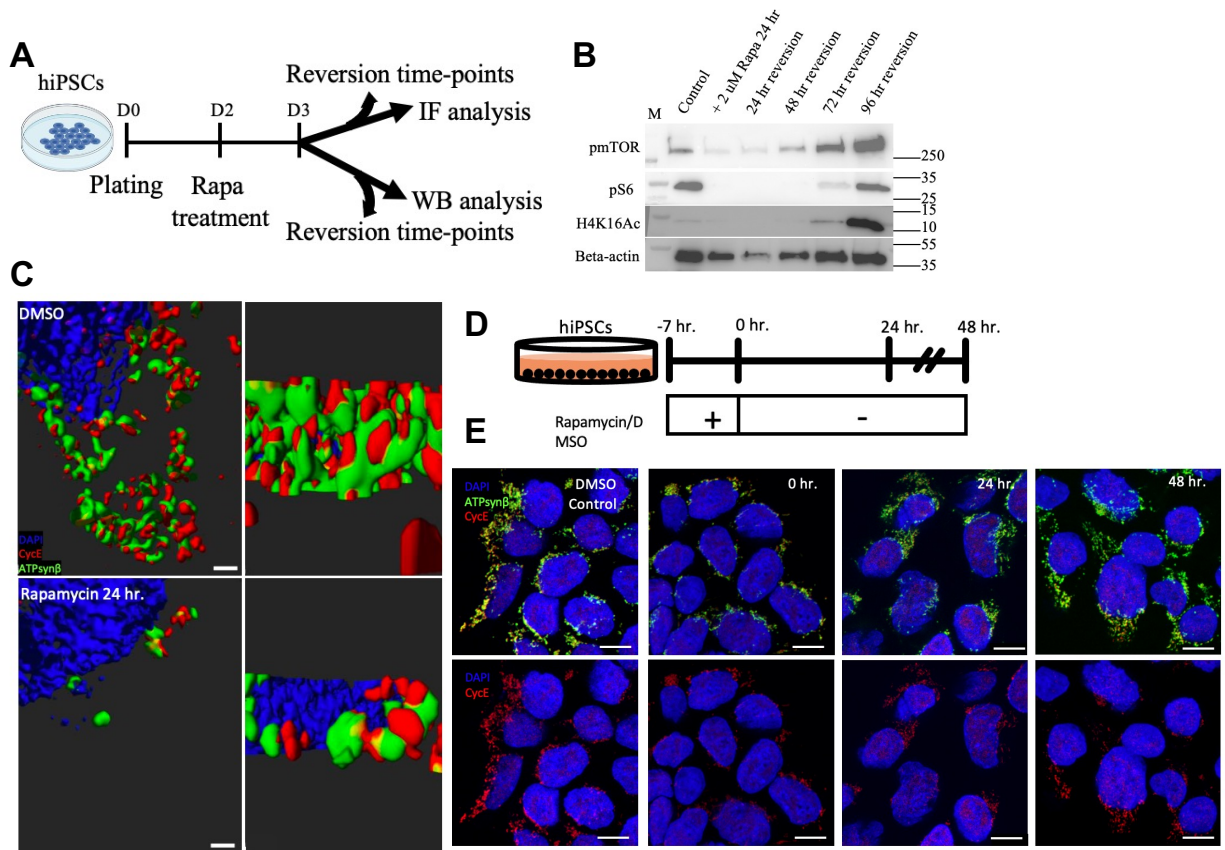 A
hiPSCs
D0
D2
D3
Plating
Rapa
treatment
Reversion time-points
IF analysis
WB analysis
Reversion time-points
B
M
Control
+ 2 uM Rapa 24 hr
24 hr reversion
48 hr reversion
72 hr reversion
96 hr reversion
pmTOR
250
pS6
35
25
H4K16Ac
15
10
Beta-actin
55
35
C
DMSO
DAPI
CycE
ATPsynβ
Rapamycin 24 hr.
D
hiPSCs
-7 hr.
0 hr.
24 hr.
48 hr.
Rapamycin/D
MSO
+
-
E
DAPI
ATPsynβ
CycE
DMSO
Control
0 hr.
24 hr.
48 hr.
DAPI
CycE